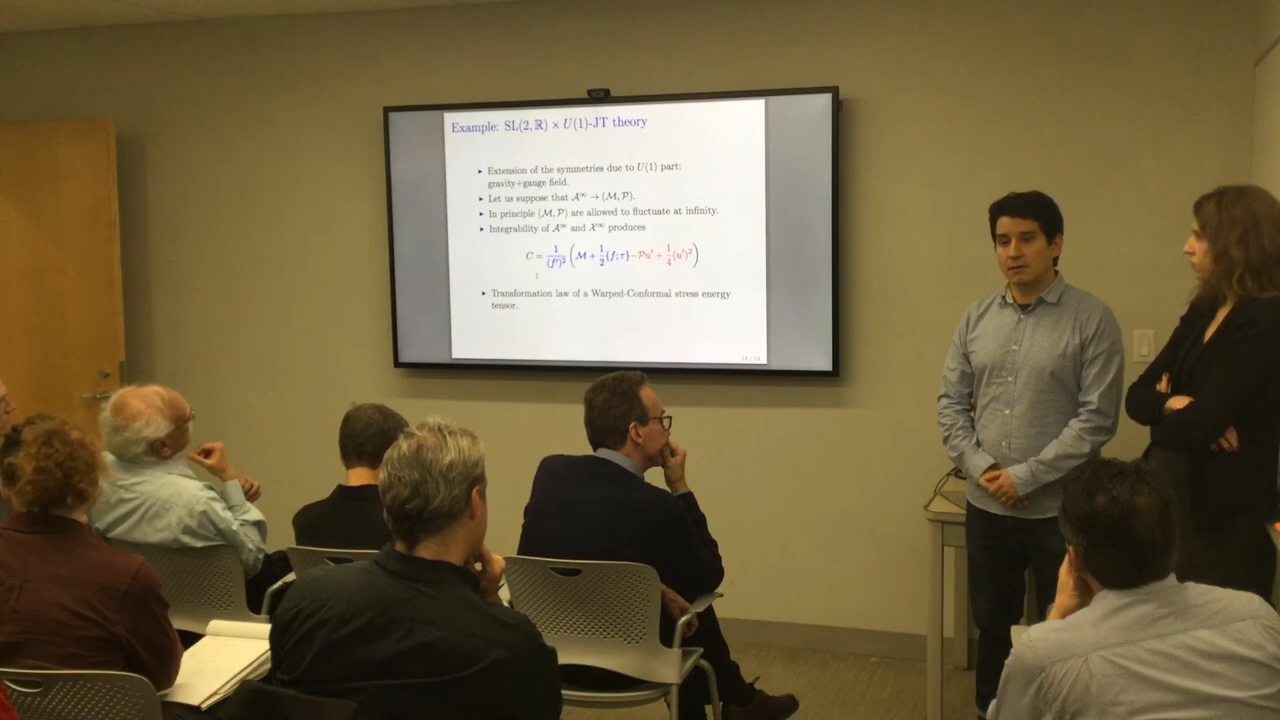 Example: SL(2, ℝ) × U(1)-JT theory
▸ Extension of the symmetries due to U(1) part:
gravity+gauge field.
▸ Let us suppose that 𝒜^∞ → (ℳ, 𝒫).
▸ In principle (ℳ, 𝒫) are allowed to fluctuate at infinity.
▸ Integrability of 𝒜^∞ and 𝒳^∞ produces
C = 1/(f′)² (ℳ + 1/2 {f; τ} − 𝒫u′ + 1/4 (u′)²)
▸ Transformation law of a Warped-Conformal stress energy
tensor.